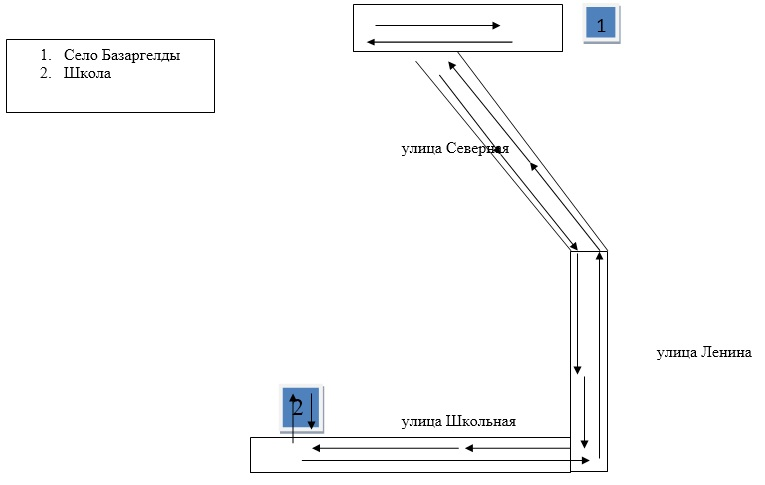 1
1. Село Базаргелды
2. Школа
улица Северная
улица Ленина
2
улица Школьная